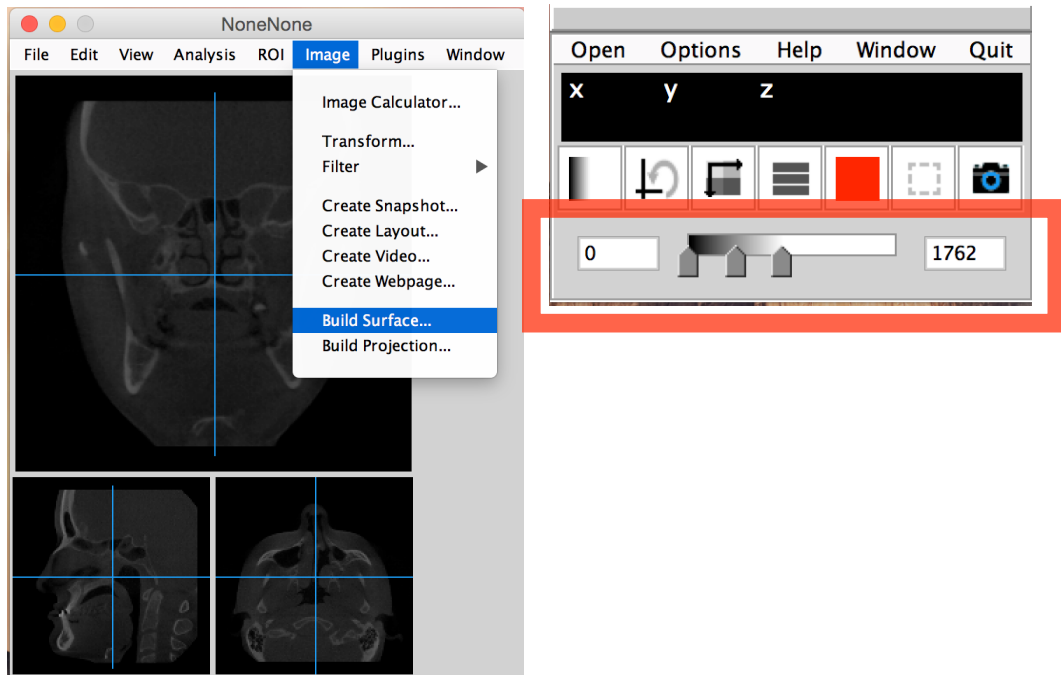 NoneNone
File Edit View Analysis ROI Image Plugins Window
Image Calculator...
Transform...
Filter
Create Snapshot...
Create Layout...
Create Video...
Create Webpage...
Build Surface...
Build Projection...
Open Options Help Window Quit
x y z
0 1762